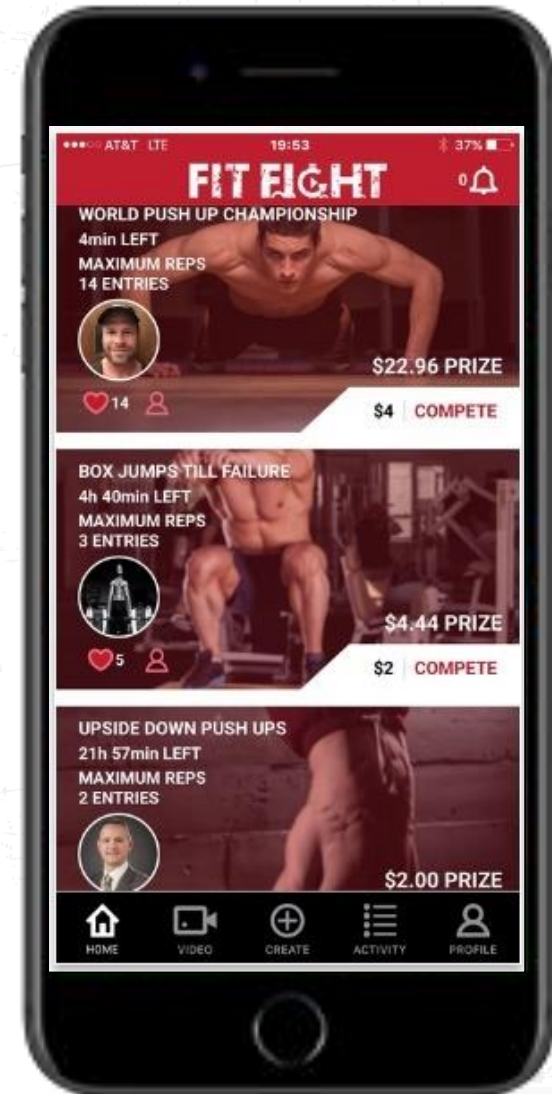 AT&T LTE 19:53 37%
FIT FIGHT
0
WORLD PUSH UP CHAMPIONSHIP
4min LEFT
MAXIMUM REPS
14 ENTRIES
$22.96 PRIZE
14
$4 COMPETE
BOX JUMPS TILL FAILURE
4h 40min LEFT
MAXIMUM REPS
3 ENTRIES
$4.44 PRIZE
5
$2 COMPETE
UPSIDE DOWN PUSH UPS
21h 57min LEFT
MAXIMUM REPS
2 ENTRIES
$2.00 PRIZE
HOME VIDEO CREATE ACTIVITY PROFILE